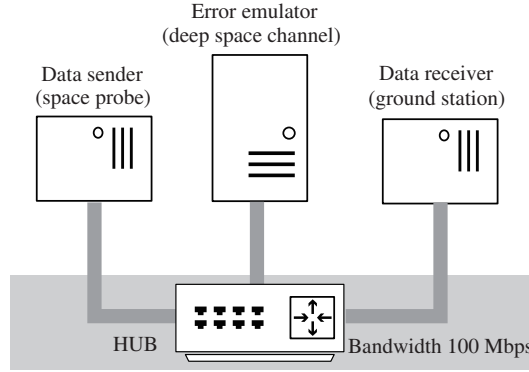 Error emulator
(deep space channel)
Data sender
(space probe)
Data receiver
(ground station)
HUB
Bandwidth 100 Mbps